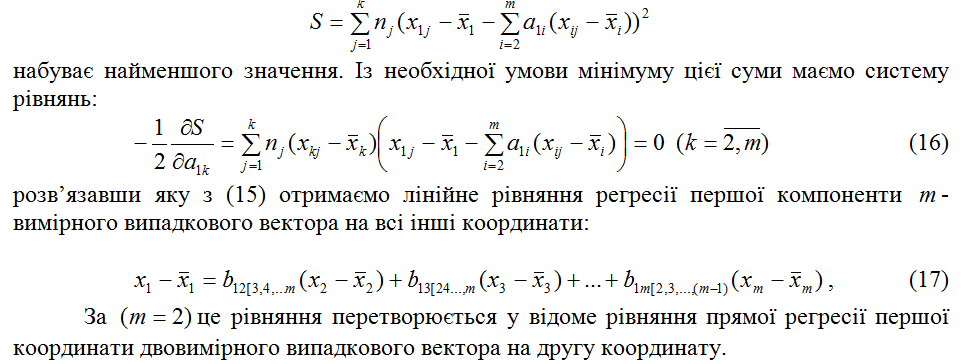 S = \sum_{j=1}^{k} n_j (x_{1j} - \bar{x}_1 - \sum_{i=2}^{m} a_{1i} (x_{ij} - \bar{x}_i))^2
набуває найменшого значення. Із необхідної умови мінімуму цієї суми маємо систему
рівнянь:
-\frac{1}{2} \frac{\partial S}{\partial a_{1k}} = \sum_{j=1}^{k} n_j (x_{kj} - \bar{x}_k) \left( x_{1j} - \bar{x}_1 - \sum_{i=2}^{m} a_{1i} (x_{ij} - \bar{x}_i) \right) = 0 \; (k = \overline{2, m}) (16)
розв’язавши яку з (15) отримаємо лінійне рівняння регресії першої компоненти m -
вимірного випадкового вектора на всі інші координати:
x_1 - \bar{x}_1 = b_{12[3,4,...m} (x_2 - \bar{x}_2) + b_{13[24...,m} (x_3 - \bar{x}_3) + ... + b_{1m[2,3,...,(m-1)} (x_m - \bar{x}_m) , (17)
За (m = 2) це рівняння перетворюється у відоме рівняння прямої регресії першої
координати двовимірного випадкового вектора на другу координату.